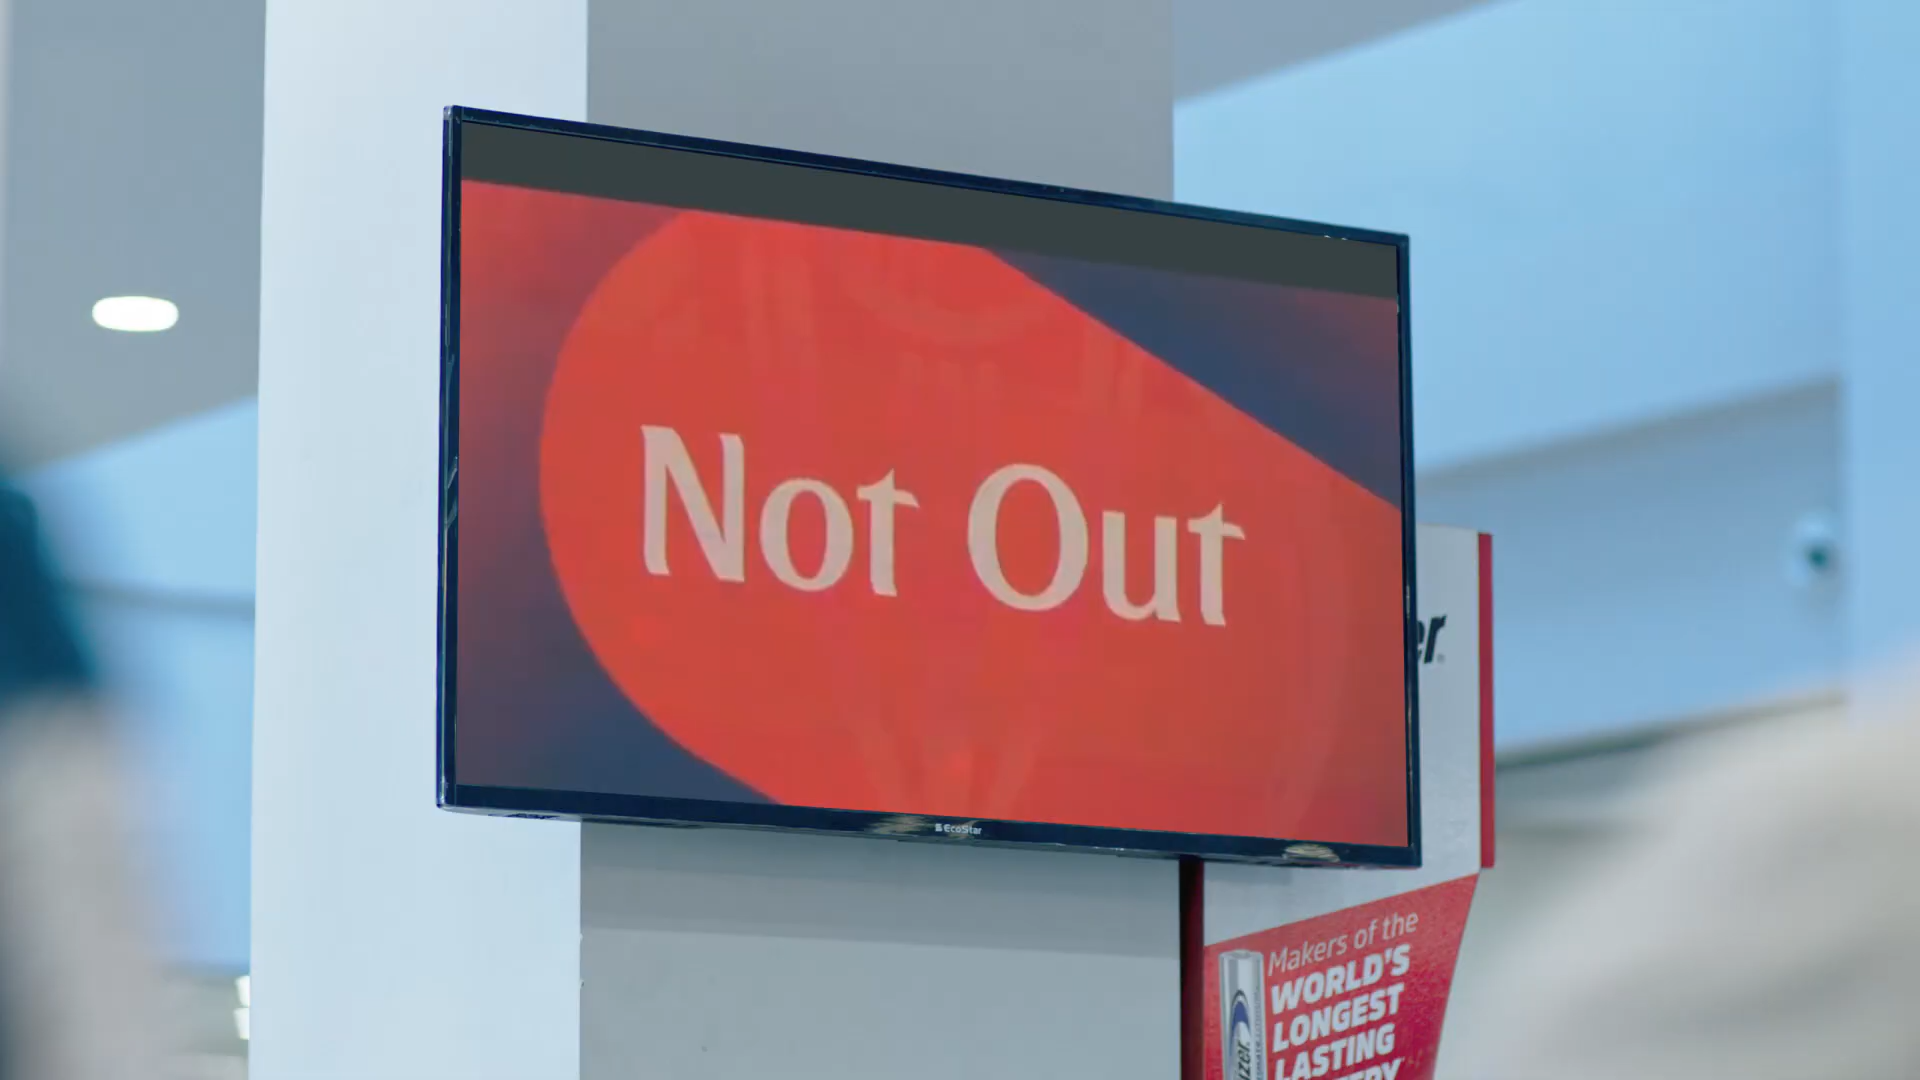 Not Out
EcoStar
Makers of the
WORLD'S
LONGEST
LASTING